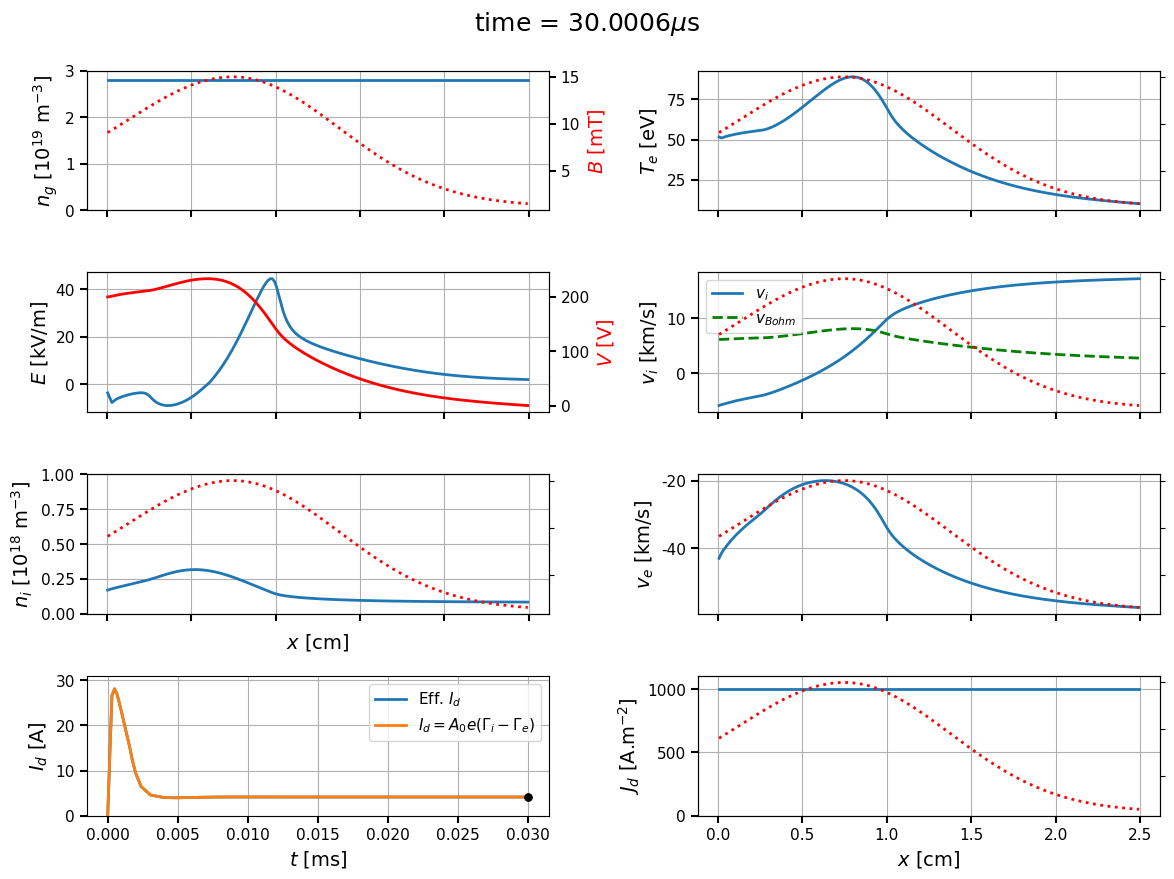 time = 30.0006μs
n_g [10^19 m^−3]
3
2
1
0
15
10
5
B [mT]
T_e [eV]
75
50
25
E [kV/m]
40
20
0
200
100
0
V [V]
v_i [km/s]
10
0
v_i
v_Bohm
n_i [10^18 m^−3]
1.00
0.75
0.50
0.25
0.00
x [cm]
v_e [km/s]
-20
-40
I_d [A]
30
20
10
0
Eff. I_d
I_d = A_0e(Γ_i − Γ_e)
0.000 0.005 0.010 0.015 0.020 0.025 0.030
t [ms]
J_d [A.m^−2]
1000
500
0
0.0 0.5 1.0 1.5 2.0 2.5
x [cm]